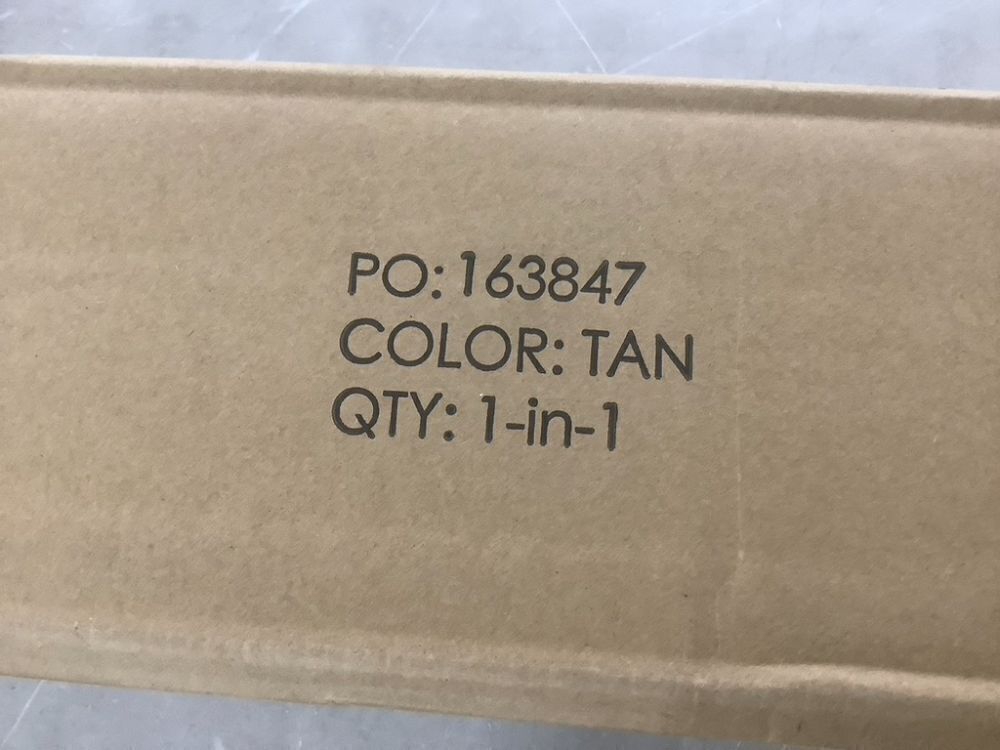 PO: 163847
COLOR: TAN
QTY: 1-in-1